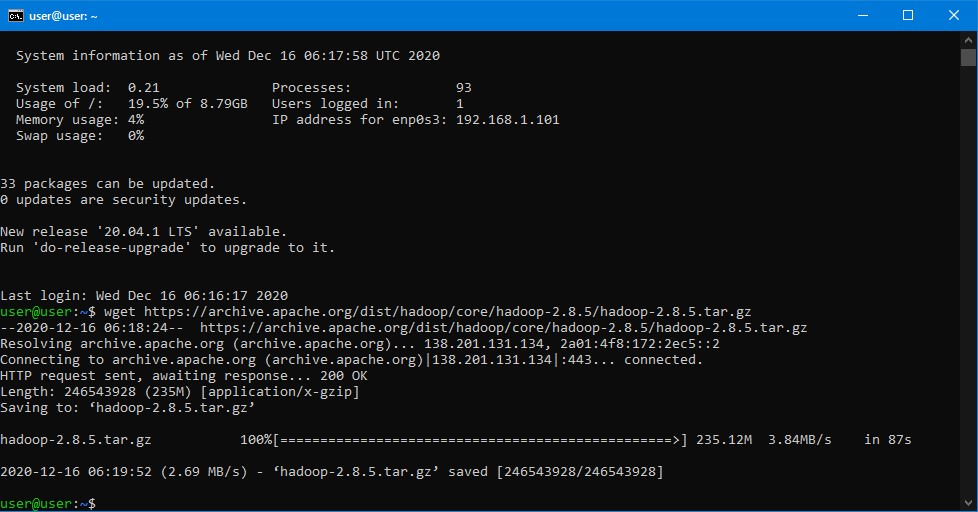 user@user: ~
System information as of Wed Dec 16 06:17:58 UTC 2020
System load:  0.21              Processes:              93
Usage of /:   19.5% of 8.79GB   Users logged in:        1
Memory usage: 4%                IP address for enp0s3: 192.168.1.101
Swap usage:   0%
33 packages can be updated.
0 updates are security updates.
New release '20.04.1 LTS' available.
Run 'do-release-upgrade' to upgrade to it.
Last login: Wed Dec 16 06:16:17 2020
user@user:~$ wget https://archive.apache.org/dist/hadoop/core/hadoop-2.8.5/hadoop-2.8.5.tar.gz
--2020-12-16 06:18:24--  https://archive.apache.org/dist/hadoop/core/hadoop-2.8.5/hadoop-2.8.5.tar.gz
Resolving archive.apache.org (archive.apache.org)... 138.201.131.134, 2a01:4f8:172:2ec5::2
Connecting to archive.apache.org (archive.apache.org)|138.201.131.134|:443... connected.
HTTP request sent, awaiting response... 200 OK
Length: 246543928 (235M) [application/x-gzip]
Saving to: ‘hadoop-2.8.5.tar.gz’
hadoop-2.8.5.tar.gz           100%[=================================================>] 235.12M  3.84MB/s    in 87s
2020-12-16 06:19:52 (2.69 MB/s) - ‘hadoop-2.8.5.tar.gz’ saved [246543928/246543928]
user@user:~$